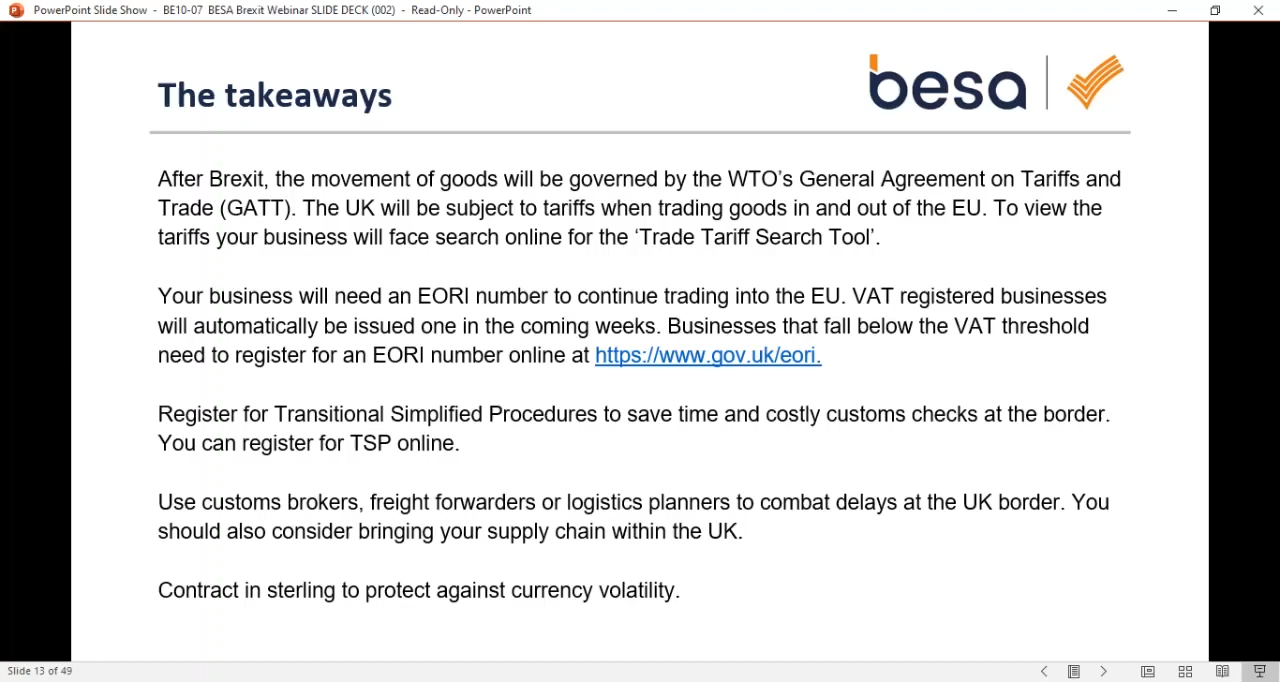 PowerPoint Slide Show - BE10-07 BESA Brexit Webinar SLIDE DECK (002) - Read-Only - PowerPoint
The takeaways
besa
After Brexit, the movement of goods will be governed by the WTO’s General Agreement on Tariffs and
Trade (GATT). The UK will be subject to tariffs when trading goods in and out of the EU. To view the
tariffs your business will face search online for the ‘Trade Tariff Search Tool’.
Your business will need an EORI number to continue trading into the EU. VAT registered businesses
will automatically be issued one in the coming weeks. Businesses that fall below the VAT threshold
need to register for an EORI number online at https://www.gov.uk/eori.
Register for Transitional Simplified Procedures to save time and costly customs checks at the border.
You can register for TSP online.
Use customs brokers, freight forwarders or logistics planners to combat delays at the UK border. You
should also consider bringing your supply chain within the UK.
Contract in sterling to protect against currency volatility.
Slide 13 of 49